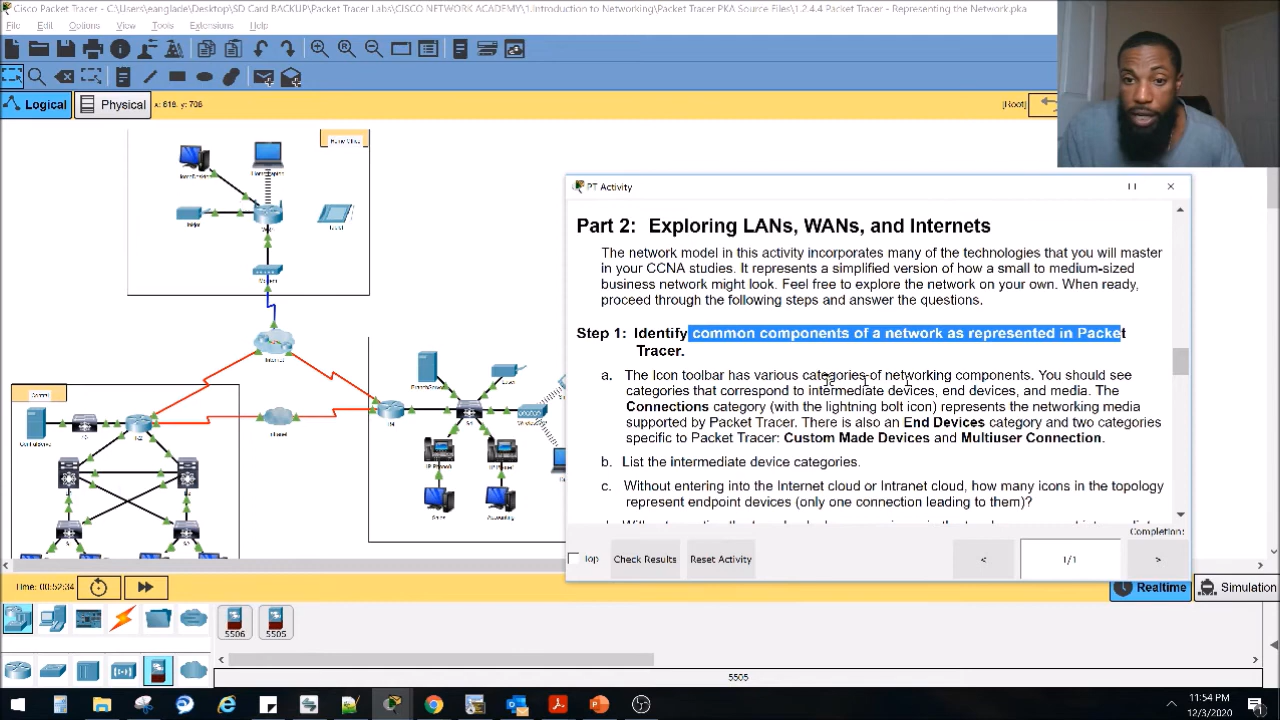 Cisco Packet Tracer - C:\Users\eanglade\Desktop\SD Card BACKUP\Packet Tracer Labs\CISCO NETWORK ACADEMY\1.Introduction to Networking\Packet Tracer PKA Source Files\1.2.4.4 Packet Tracer - Representing the Network.pka
File Edit Options View Tools Extensions Help
Logical Physical x: 618, y: 708 [Root]
Home Office
Internet
Central
Intranet
PT Activity
Part 2: Exploring LANs, WANs, and Internets
The network model in this activity incorporates many of the technologies that you will master
in your CCNA studies. It represents a simplified version of how a small to medium-sized
business network might look. Feel free to explore the network on your own. When ready,
proceed through the following steps and answer the questions.
Step 1: Identify common components of a network as represented in Packet
Tracer.
a. The Icon toolbar has various categories of networking components. You should see
categories that correspond to intermediate devices, end devices, and media. The
Connections category (with the lightning bolt icon) represents the networking media
supported by Packet Tracer. There is also an End Devices category and two categories
specific to Packet Tracer: Custom Made Devices and Multiuser Connection.
b. List the intermediate device categories.
c. Without entering into the Internet cloud or Intranet cloud, how many icons in the topology
represent endpoint devices (only one connection leading to them)?
Completion:
Top Check Results Reset Activity < 1/1 >
Time: 00:52:34 Realtime Simulation
5506 5505
5505
11:54 PM
12/3/2020